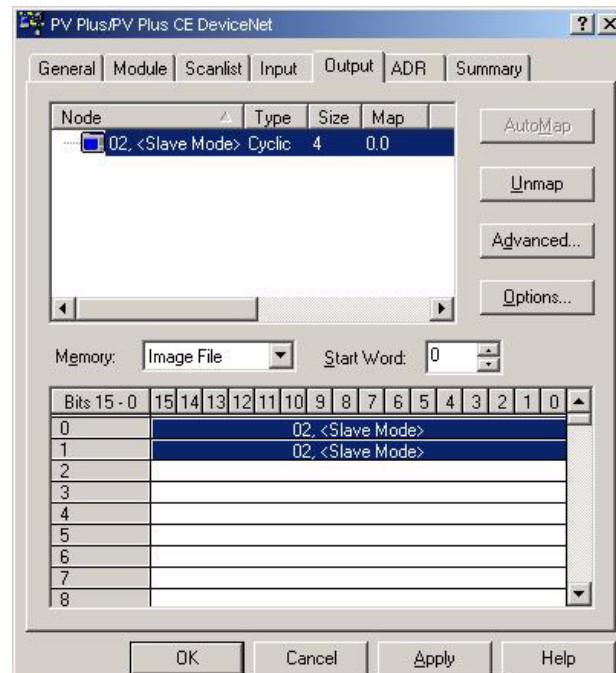 PV Plus/PV Plus CE DeviceNet
General Module Scanlist Input Output ADR Summary
Node Type Size Map
02, <Slave Mode> Cyclic 4 0.0
AutoMap
Unmap
Advanced...
Options...
Memory: Image File Start Word: 0
Bits 15 - 0 15 14 13 12 11 10 9 8 7 6 5 4 3 2 1 0
0 02, <Slave Mode>
1 02, <Slave Mode>
2
3
4
5
6
7
8
OK Cancel Apply Help